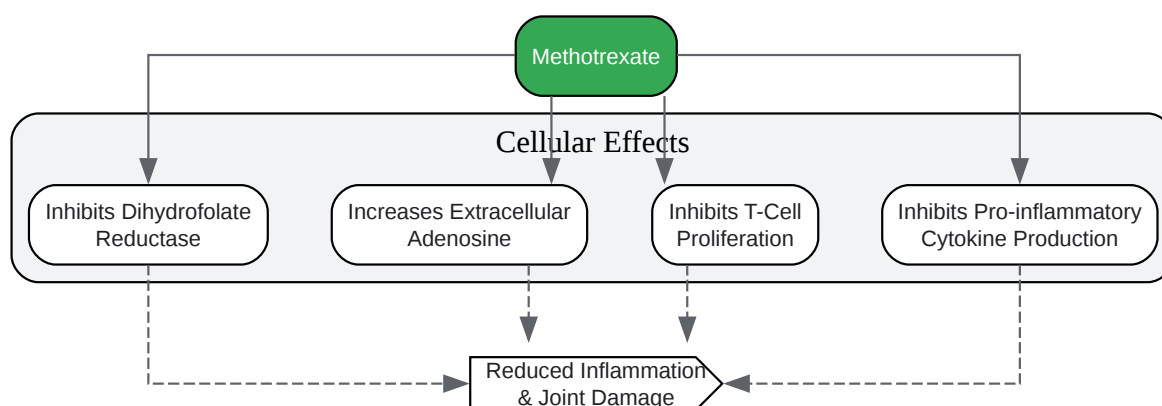 Methotrexate
Cellular Effects
Inhibits Dihydrofolate
Reductase
Increases Extracellular
Adenosine
Inhibits T-Cell
Proliferation
Inhibits Pro-inflammatory
Cytokine Production
Reduced Inflammation
& Joint Damage